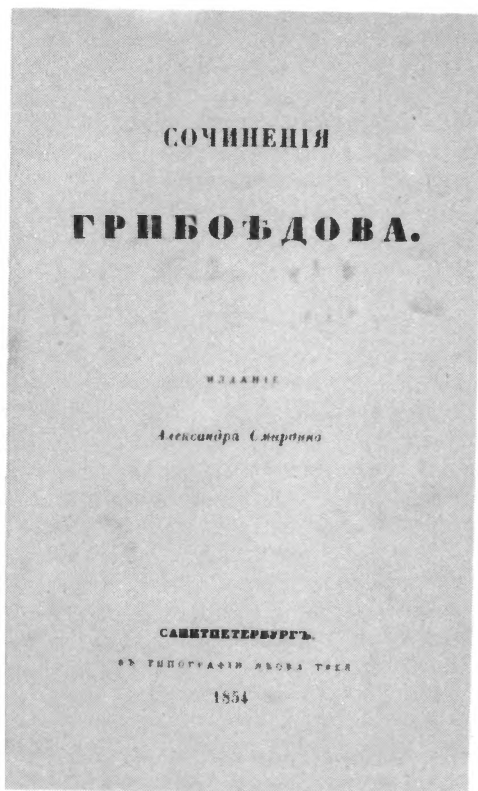 СОЧИНЕНІЯ
ГРИБОѢДОВА.
ИЗДАНІЕ
Александра Смирдина
САНКТПЕТЕРБУРГЪ.
ВЪ ТИПОГРАФІИ ЯКОВА ТРЕЯ
1854